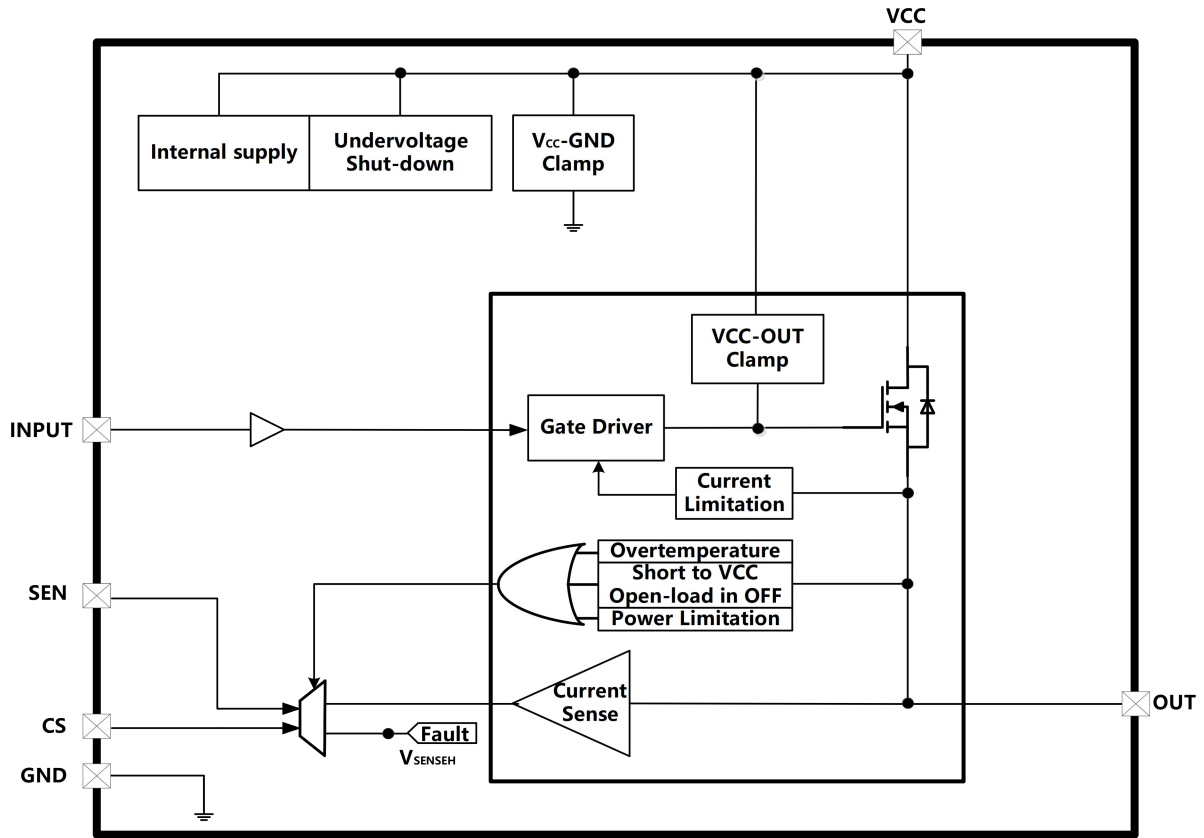 VCC
Internal supply
Undervoltage
Shut-down
VCC-GND
Clamp
VCC-OUT
Clamp
INPUT
Gate Driver
Current
Limitation
Overtemperature
Short to VCC
Open-load in OFF
Power Limitation
SEN
Current
Sense
OUT
CS
Fault
VSENSEH
GND